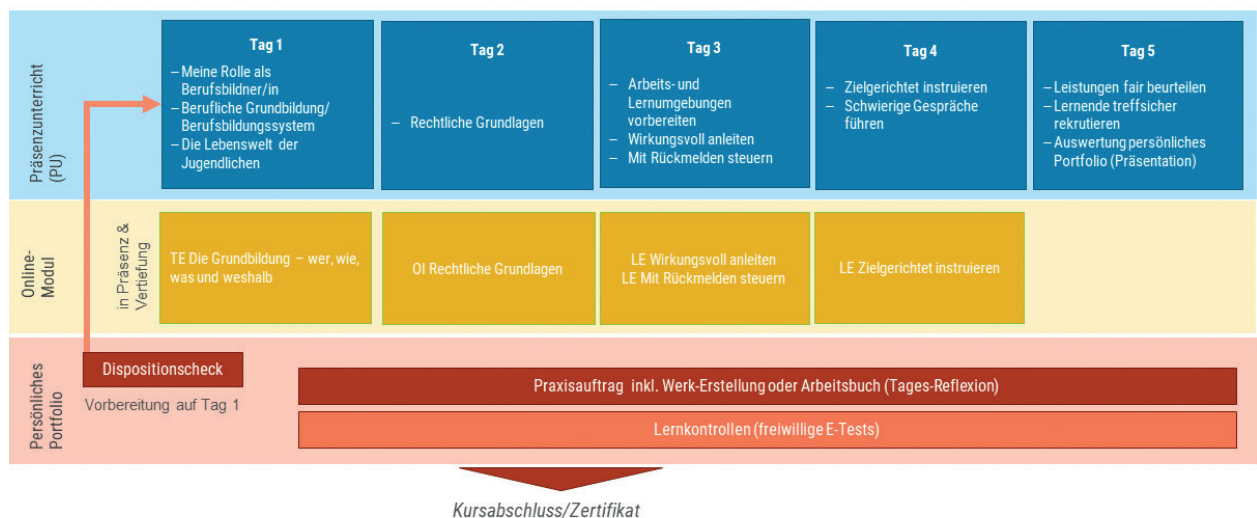 Präsenzunterricht
(PU)
Tag 1
– Meine Rolle als
Berufsbildner/in
– Berufliche Grundbildung/
Berufsbildungssystem
– Die Lebenswelt der
Jugendlichen
Tag 2
– Rechtliche Grundlagen
Tag 3
– Arbeits- und
Lernumgebungen
vorbereiten
– Wirkungsvoll anleiten
– Mit Rückmelden steuern
Tag 4
– Zielgerichtet instruieren
– Schwierige Gespräche
führen
Tag 5
– Leistungen fair beurteilen
– Lernende treffsicher
rekrutieren
– Auswertung persönliches
Portfolio (Präsentation)
Online-
Modul
in Präsenz &
Vertiefung
TE Die Grundbildung – wer, wie,
was und weshalb
OI Rechtliche Grundlagen
LE Wirkungsvoll anleiten
LE Mit Rückmelden steuern
LE Zielgerichtet instruieren
Persönliches
Portfolio
Dispositionscheck
Vorbereitung auf Tag 1
Praxisauftrag inkl. Werk-Erstellung oder Arbeitsbuch (Tages-Reflexion)
Lernkontrollen (freiwillige E-Tests)
Kursabschluss/Zertifikat